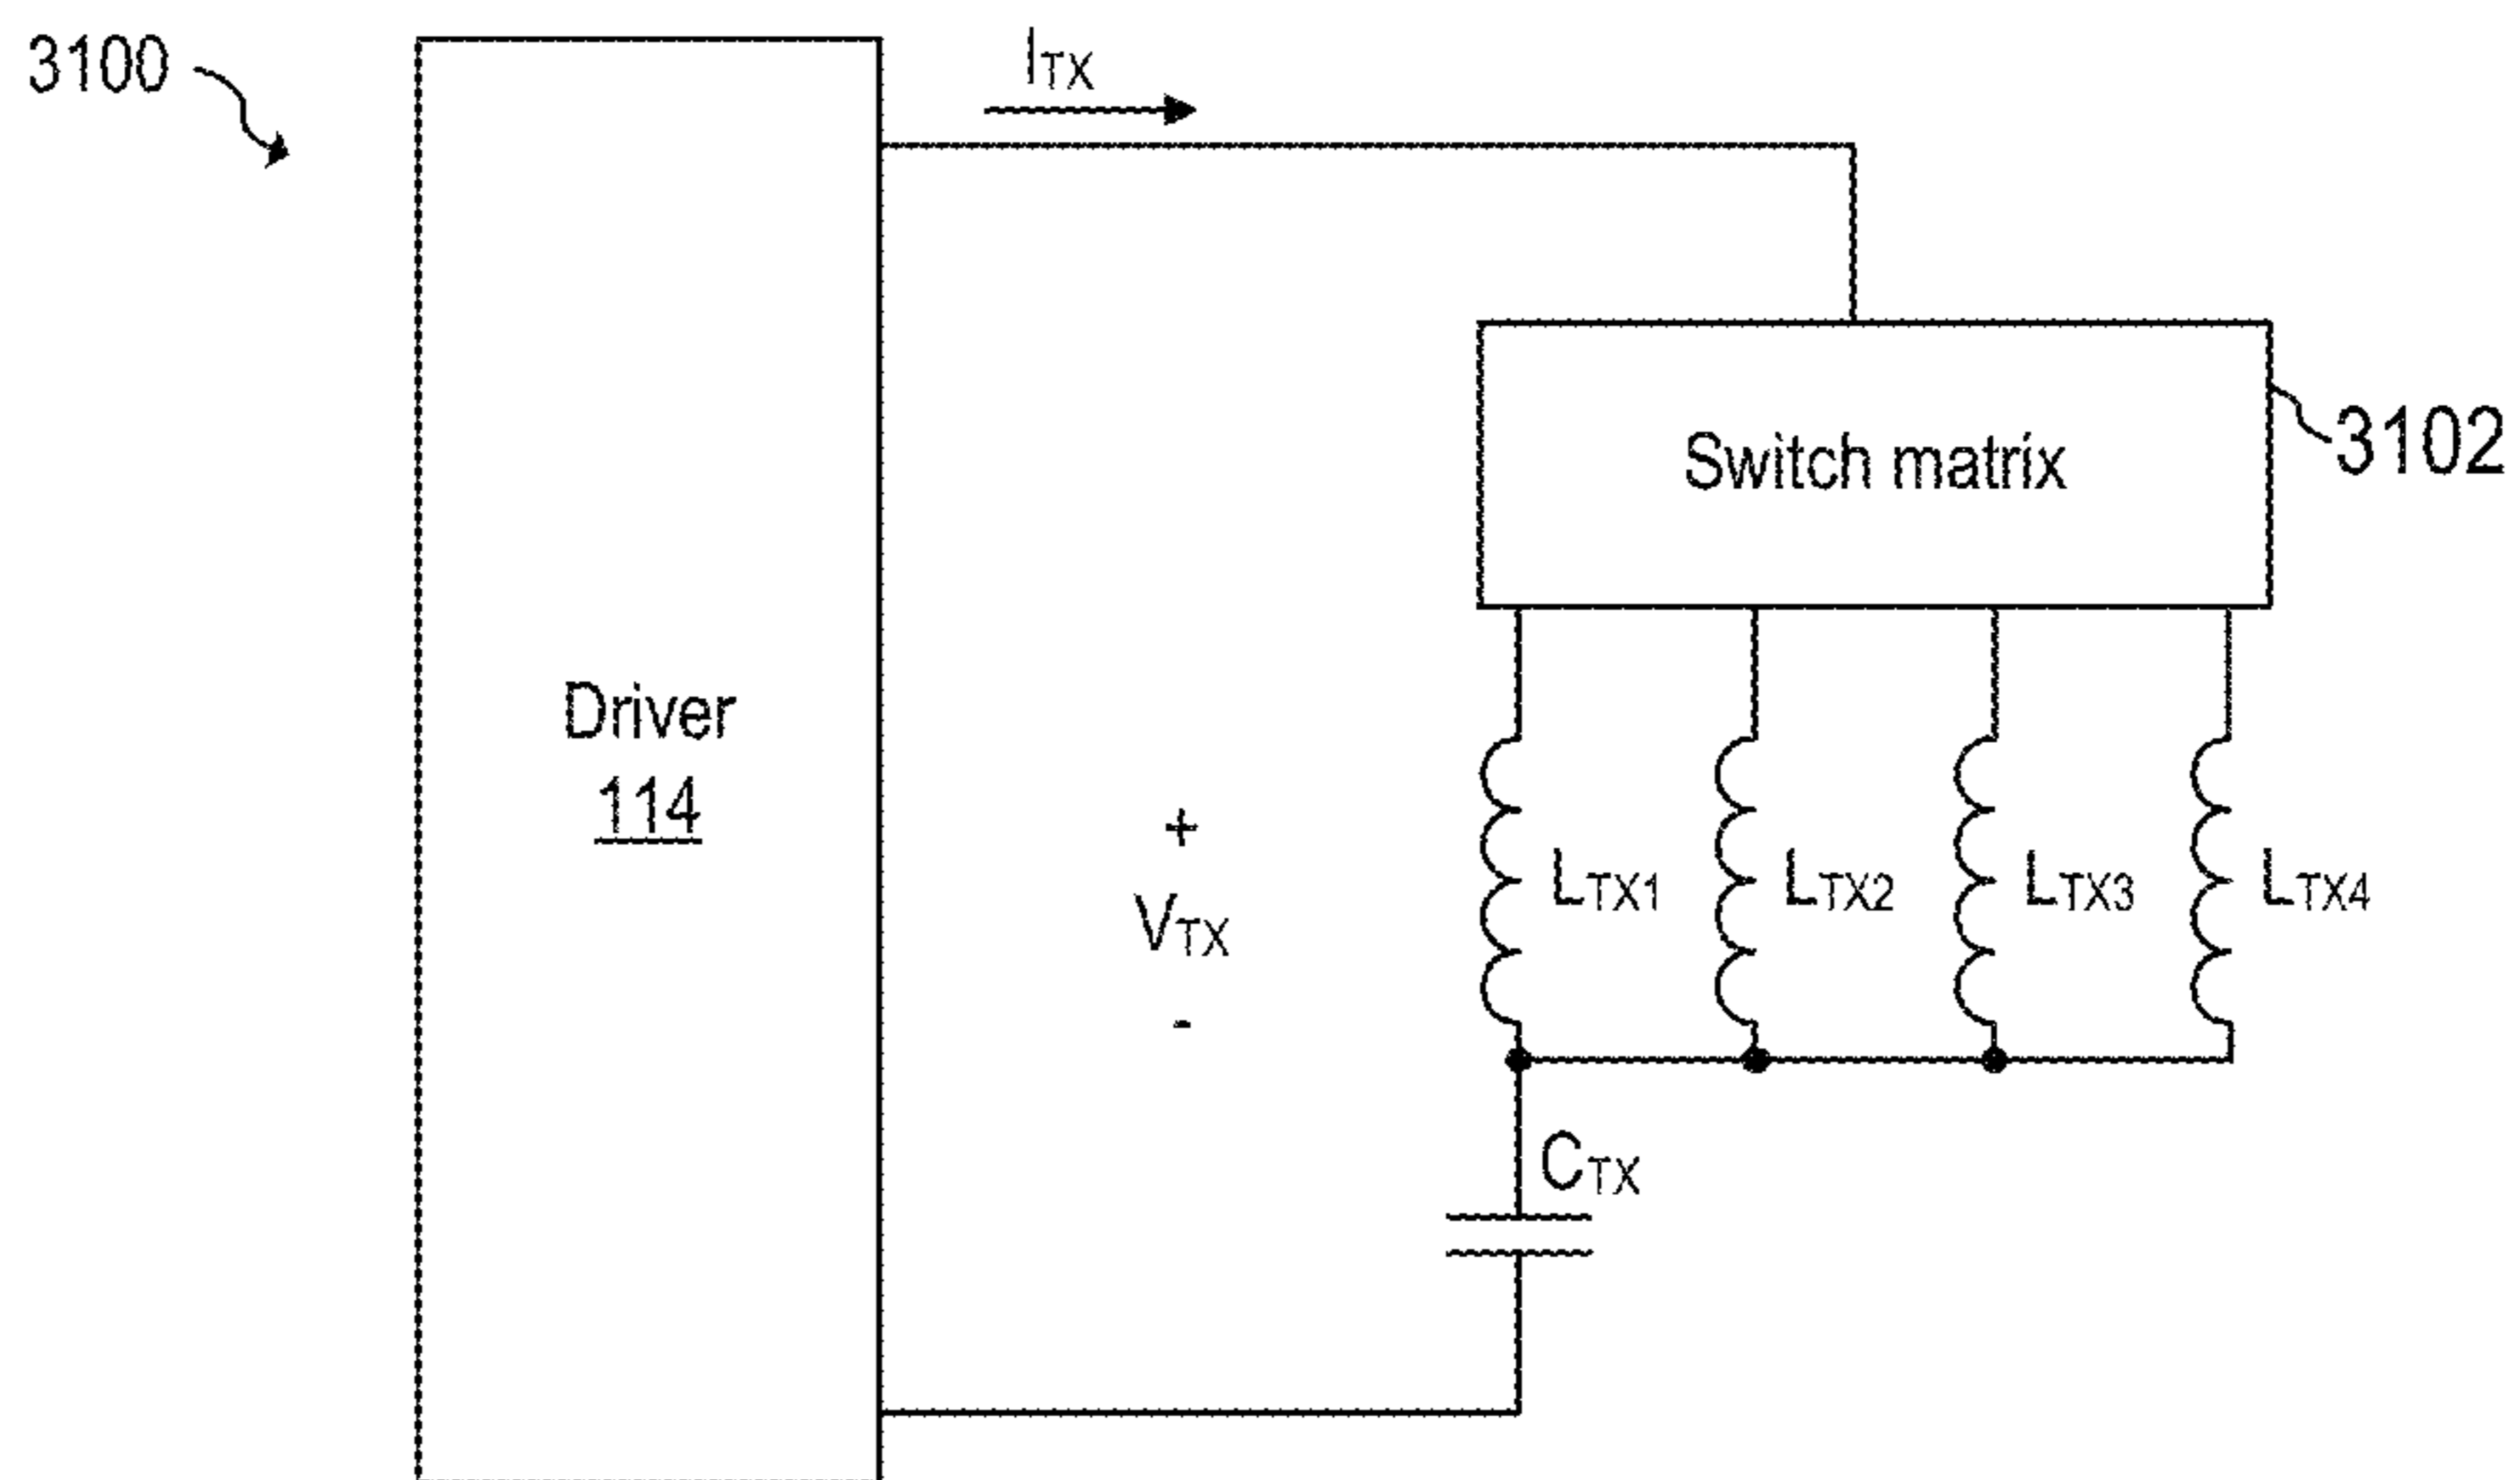 3100
ITX
Switch matrix
3102
Driver
114
+
VTX
-
LTX1
LTX2
LTX3
LTX4
CTX